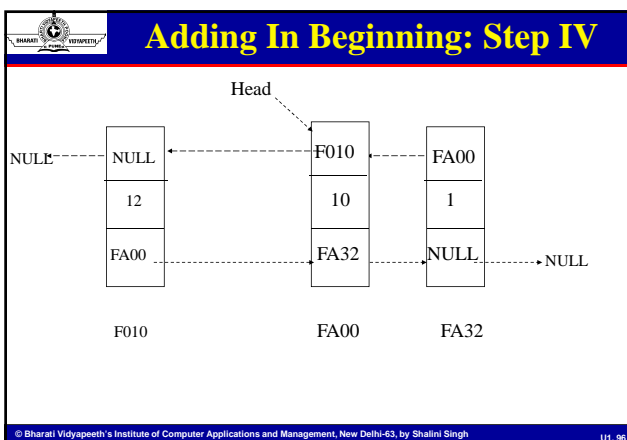 BHARATI VIDYAPEETH
PUNE
Adding In Beginning: Step IV
Head
NULL NULL F010 FA00
12 10 1
FA00 FA32 NULL NULL
F010 FA00 FA32
© Bharati Vidyapeeth's Institute of Computer Applications and Management, New Delhi-63, by Shalini Singh U1. 96